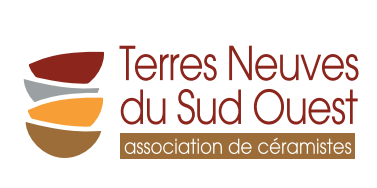 Terres Neuves
du Sud Ouest
association de céramistes